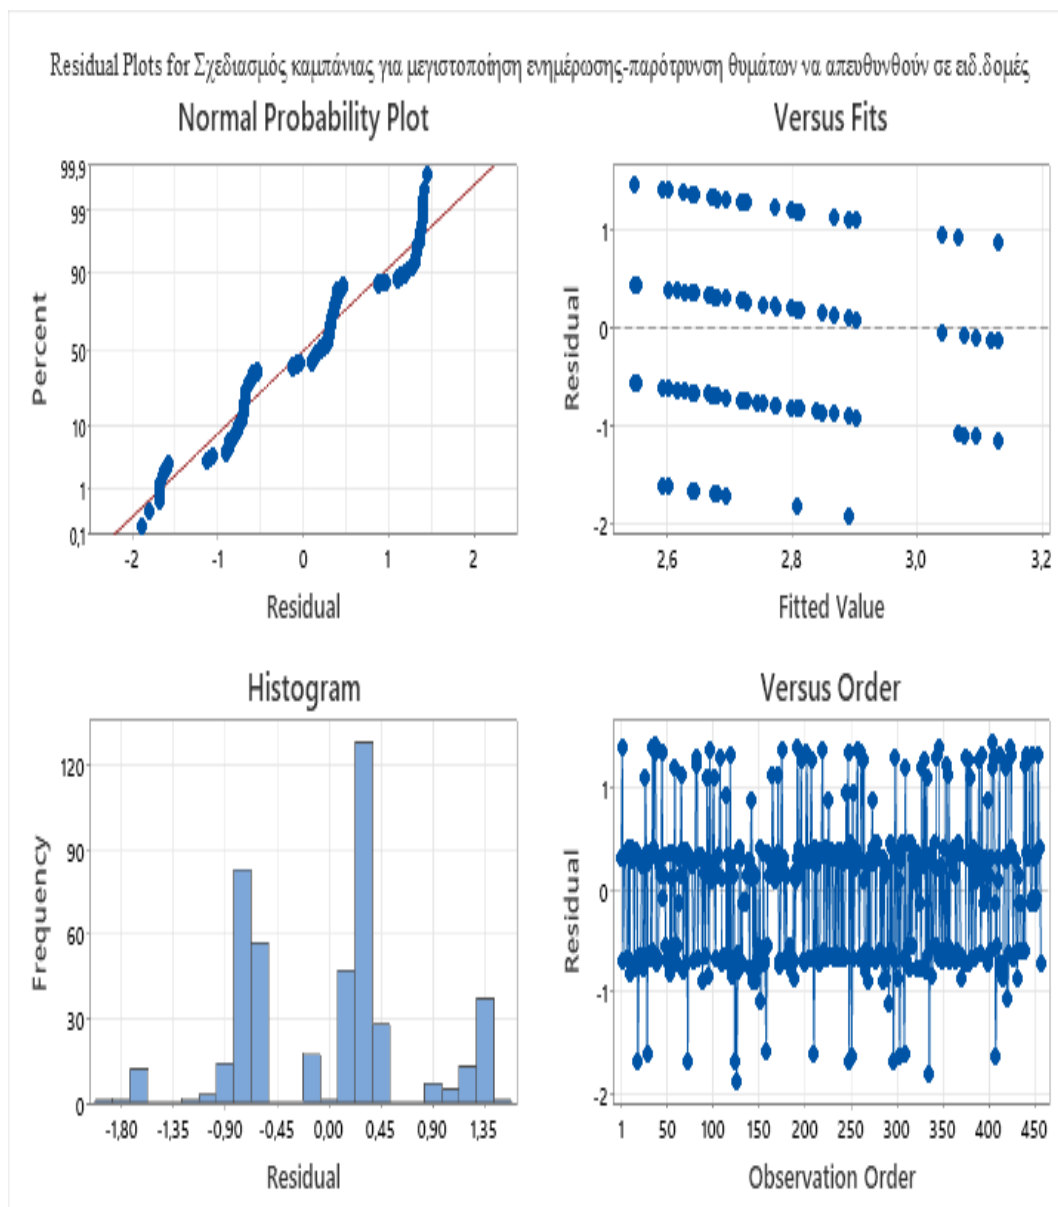 Residual Plots for Σχεδιασμός καμπάνιας για μεγιστοποίηση ενημέρωσης-παρότρυνση θυμάτων να απευθυνθούν σε ειδ.δομές
Normal Probability Plot
99,9
99
90
50
10
1
0,1
Percent
-2 -1 0 1 2
Residual
Versus Fits
1
0
-1
-2
Residual
2,6 2,8 3,0 3,2
Fitted Value
Histogram
120
90
60
30
0
Frequency
-1,80 -1,35 -0,90 -0,45 0,00 0,45 0,90 1,35
Residual
Versus Order
1
0
-1
-2
Residual
1 50 100 150 200 250 300 350 400 450
Observation Order